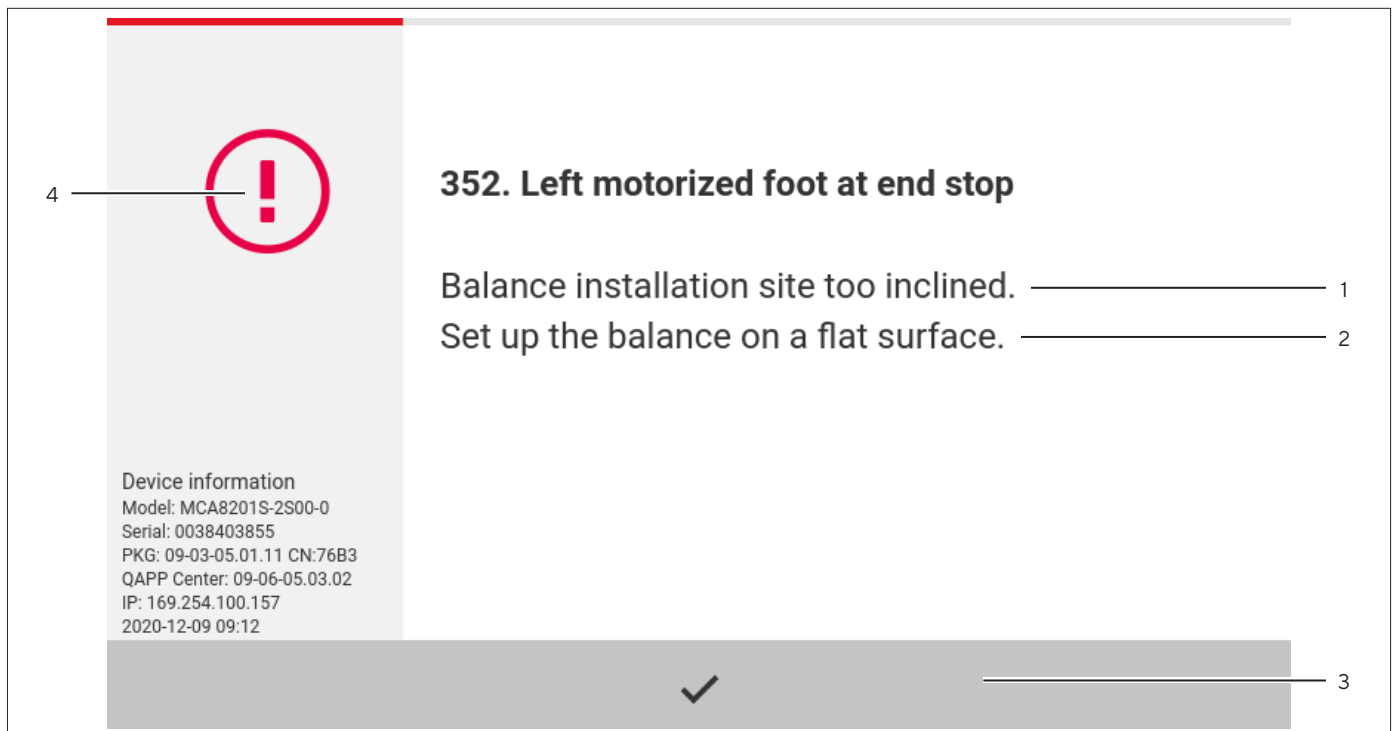 4
352. Left motorized foot at end stop
Balance installation site too inclined.
1
Set up the balance on a flat surface.
2
Device information
Model: MCA8201S-2S00-0
Serial: 0038403855
PKG: 09-03-05.01.11 CN:76B3
QAPP Center: 09-06-05.03.02
IP: 169.254.100.157
2020-12-09 09:12
3